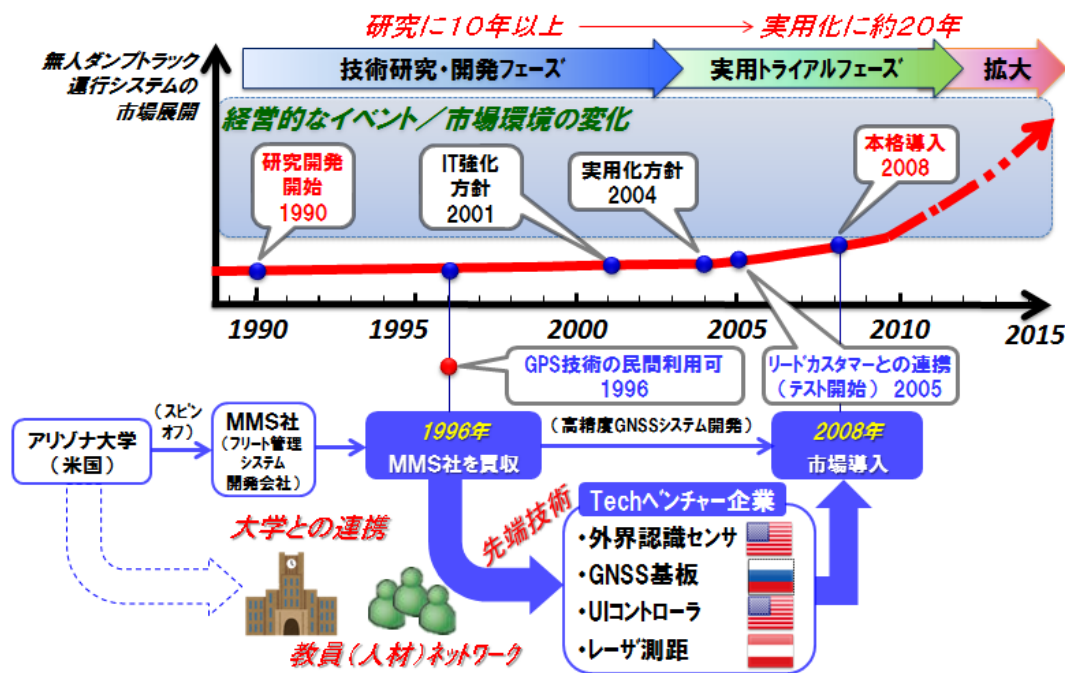 研究に10年以上
実用化に約20年
無人ダンプトラック
運行システムの
市場展開
技術研究・開発フェーズ
実用トライアルフェーズ
拡大
経営的なイベント／市場環境の変化
研究開発
開始
1990
IT強化
方針
2001
実用化方針
2004
本格導入
2008
1990
1995
2000
2005
2010
2015
GPS技術の民間利用可
1996
リードカスタマーとの連携
（テスト開始） 2005
アリゾナ大学
（米国）
（スピン
オフ）
MMS社
（フリート管理
システム
開発会社）
1996年
MMS社を買収
（高精度GNSSシステム開発）
2008年
市場導入
大学との連携
教員（人材）ネットワーク
先端技術
Techベンチャー企業
・外界認識センサ
・GNSS基板
・UIコントローラ
・レーザ測距